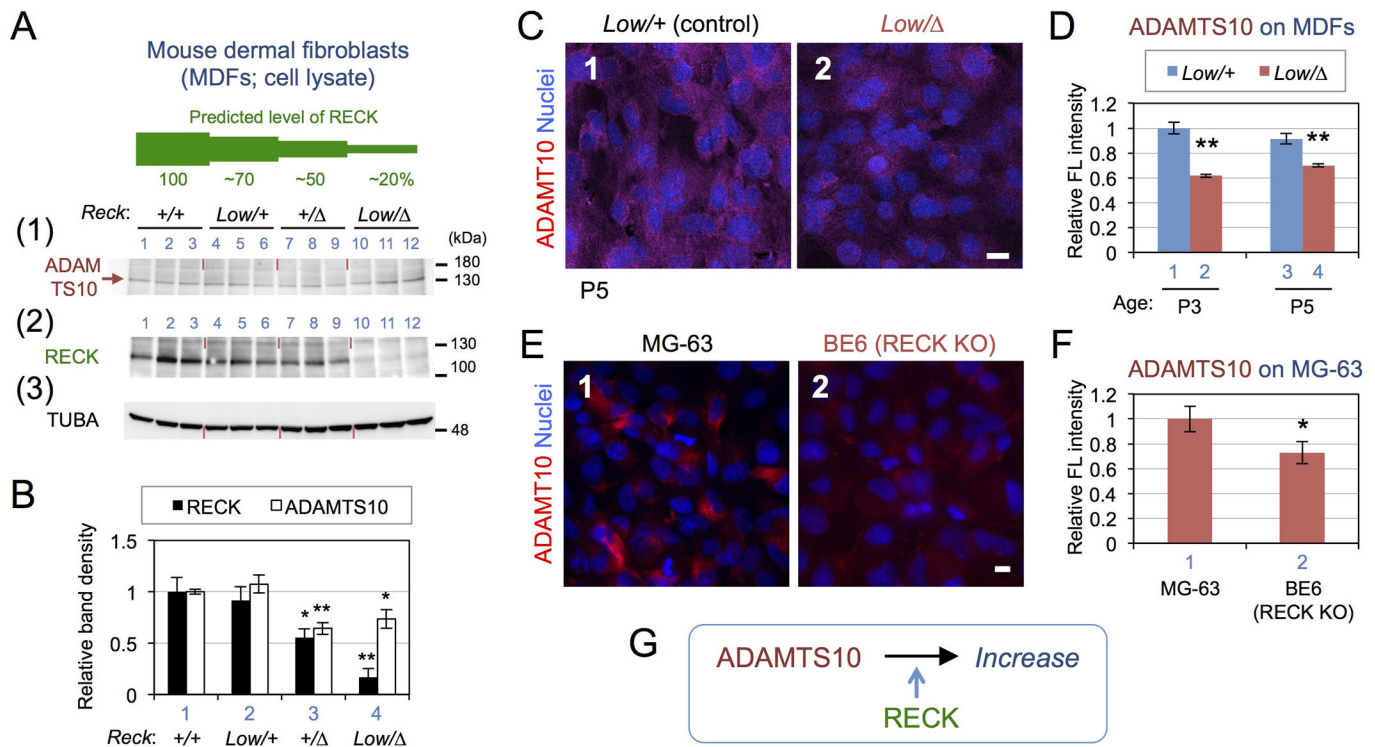 A
Mouse dermal fibroblasts
(MDFs; cell lysate)
Predicted level of RECK
100 ~70 ~50 ~20%
Reck: +/+ Low/+ +/Δ Low/Δ
(1)
1 2 3 4 5 6 7 8 9 10 11 12 (kDa)
ADAM
TS10
180
130
(2)
1 2 3 4 5 6 7 8 9 10 11 12
RECK
130
100
(3)
TUBA
48
B
RECK ADAMTS10
Relative band density
1.5
1
0.5
0
1 2 3 4
Reck: +/+ Low/+ +/Δ Low/Δ
* ** ** *
C
Low/+ (control) Low/Δ
ADAMT10 Nuclei
1 2
P5
D
ADAMTS10 on MDFs
Low/+ Low/Δ
Relative FL intensity
1.2
1
0.8
0.6
0.4
0.2
0
** **
1 2 3 4
Age: P3 P5
E
MG-63 BE6 (RECK KO)
ADAMT10 Nuclei
1 2
F
ADAMTS10 on MG-63
Relative FL intensity
1.2
1
0.8
0.6
0.4
0.2
0
*
1 2
MG-63 BE6
(RECK KO)
G
ADAMTS10 Increase
RECK